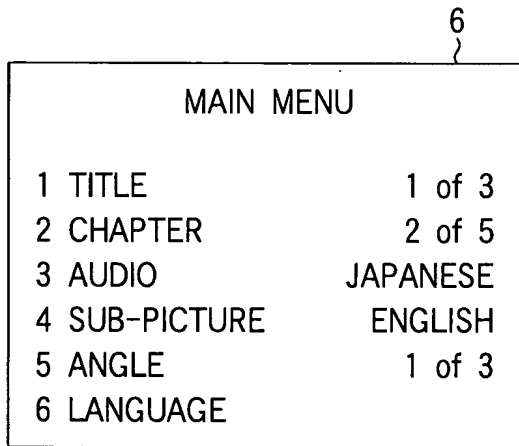 6
MAIN MENU
1 TITLE 1 of 3
2 CHAPTER 2 of 5
3 AUDIO JAPANESE
4 SUB-PICTURE ENGLISH
5 ANGLE 1 of 3
6 LANGUAGE